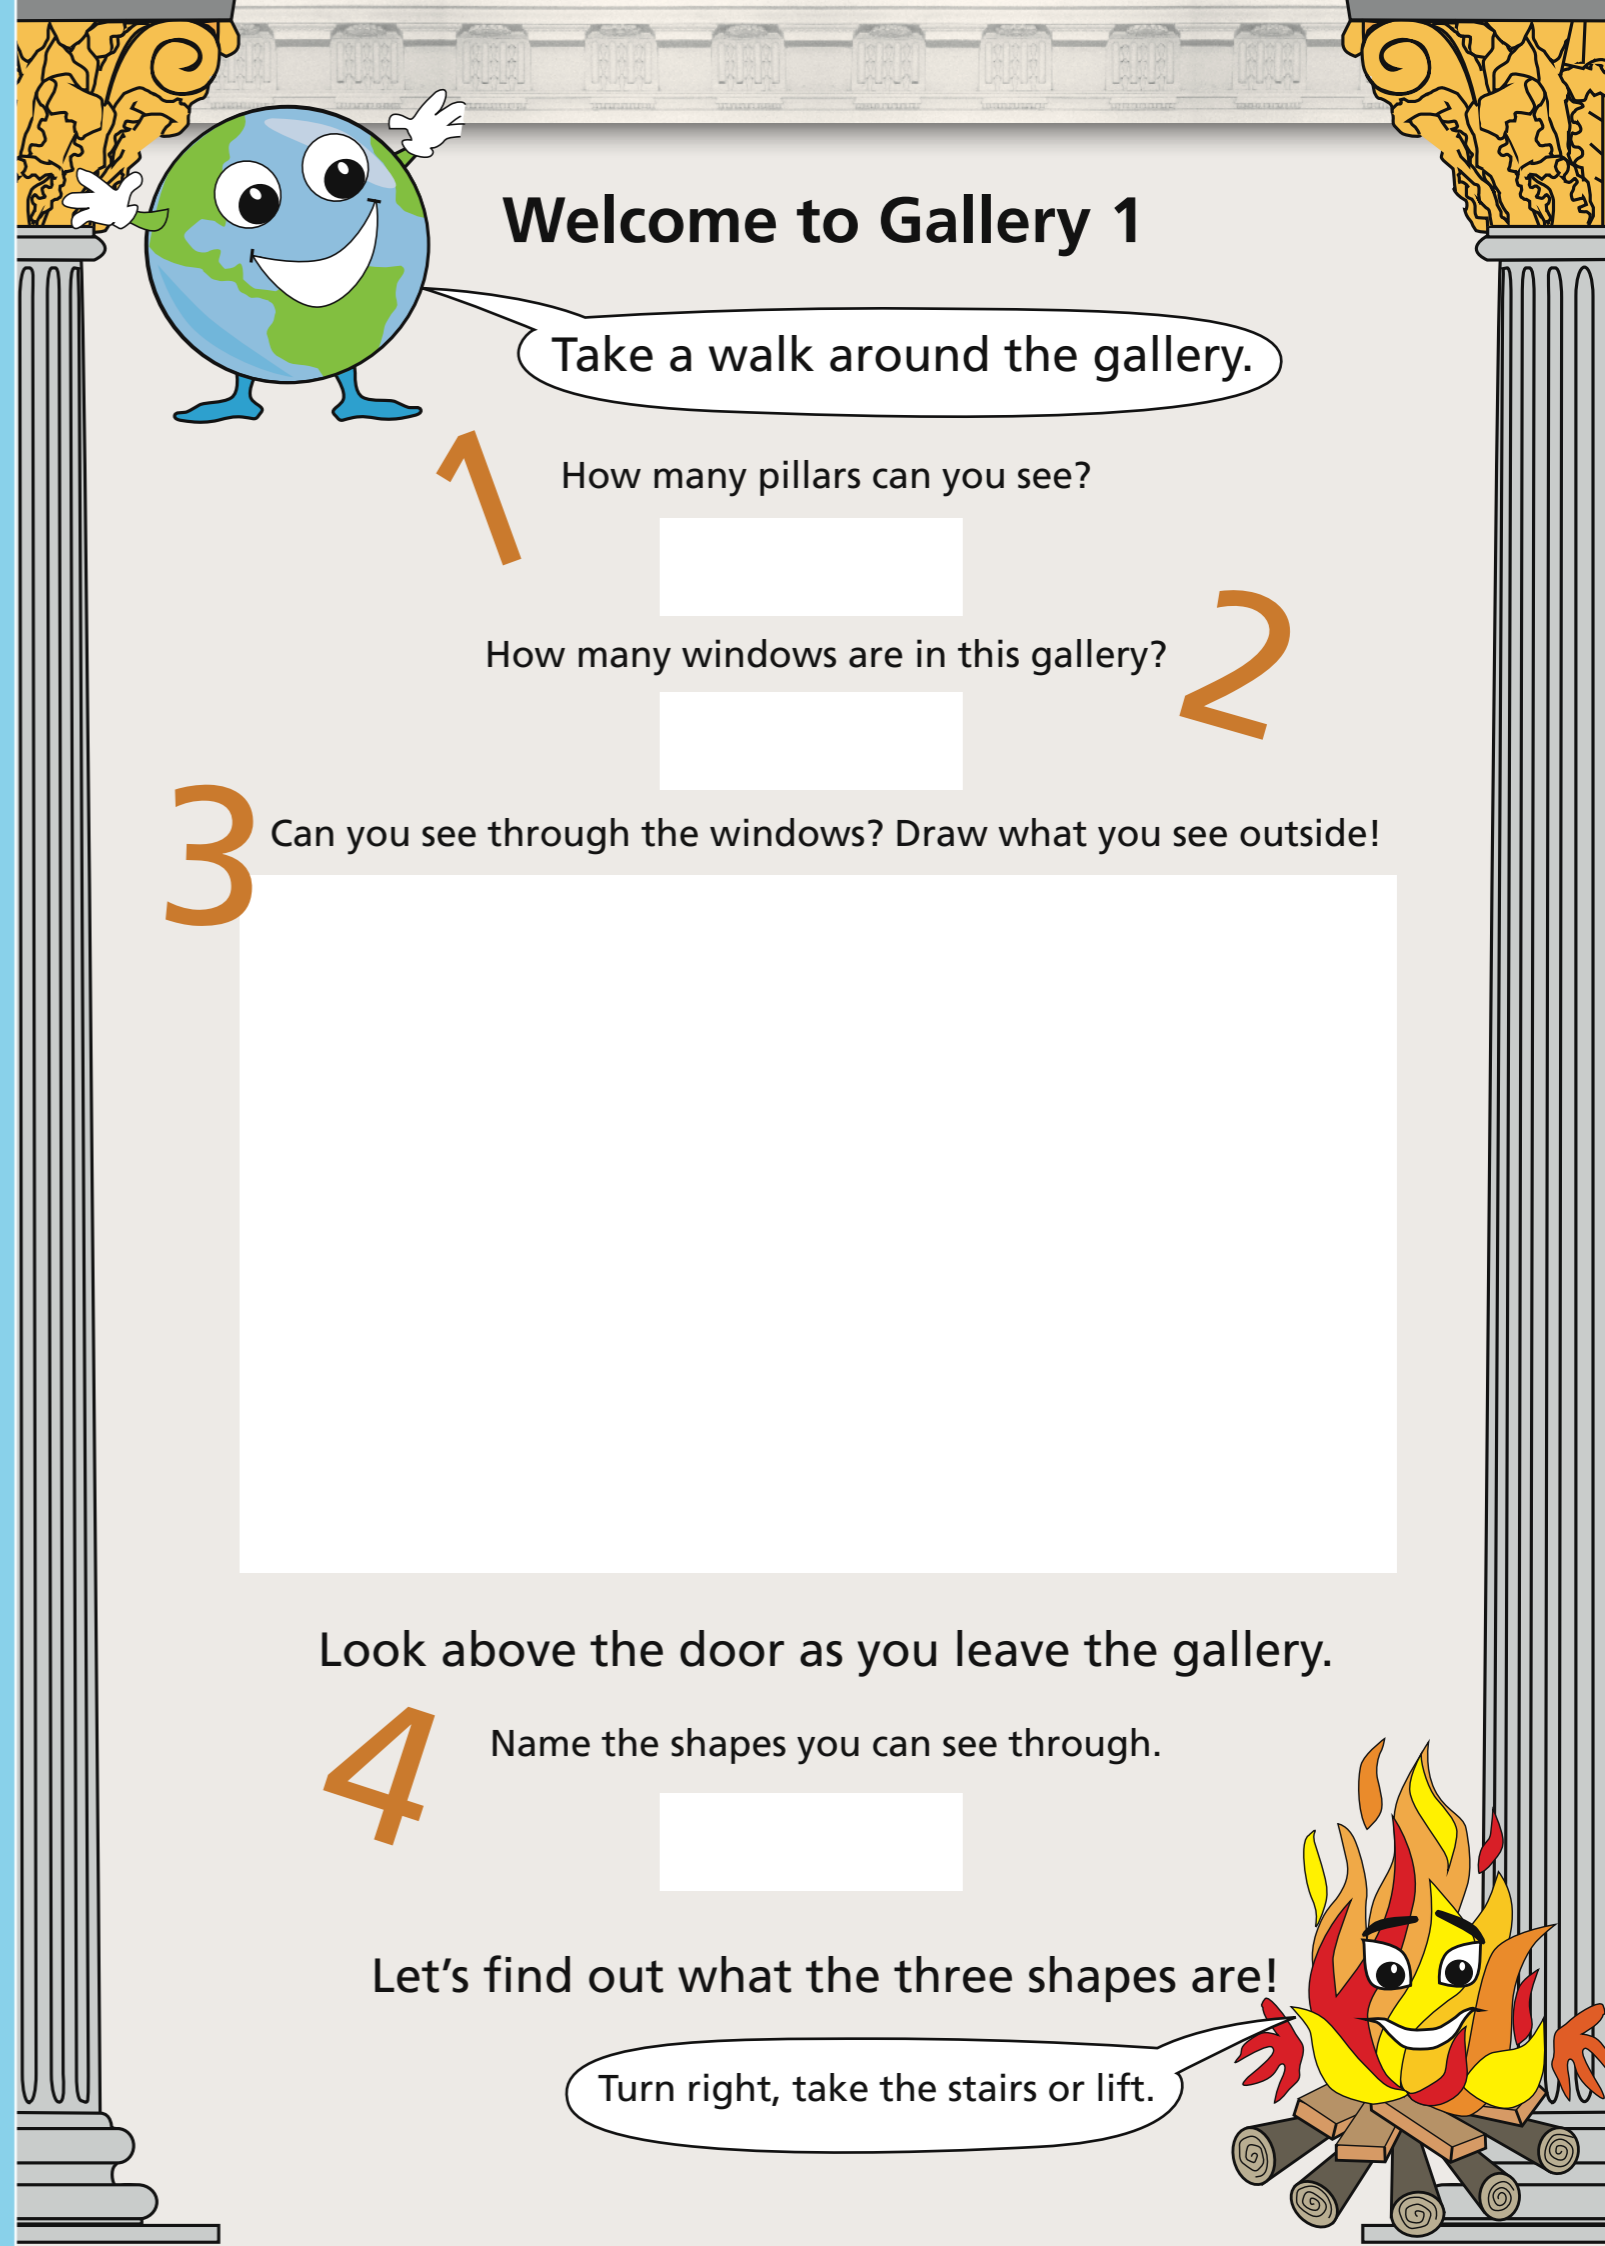 Welcome to Gallery 1
Take a walk around the gallery.
1
How many pillars can you see?
How many windows are in this gallery?
2
3
Can you see through the windows? Draw what you see outside!
Look above the door as you leave the gallery.
4
Name the shapes you can see through.
Let's find out what the three shapes are!
Turn right, take the stairs or lift.